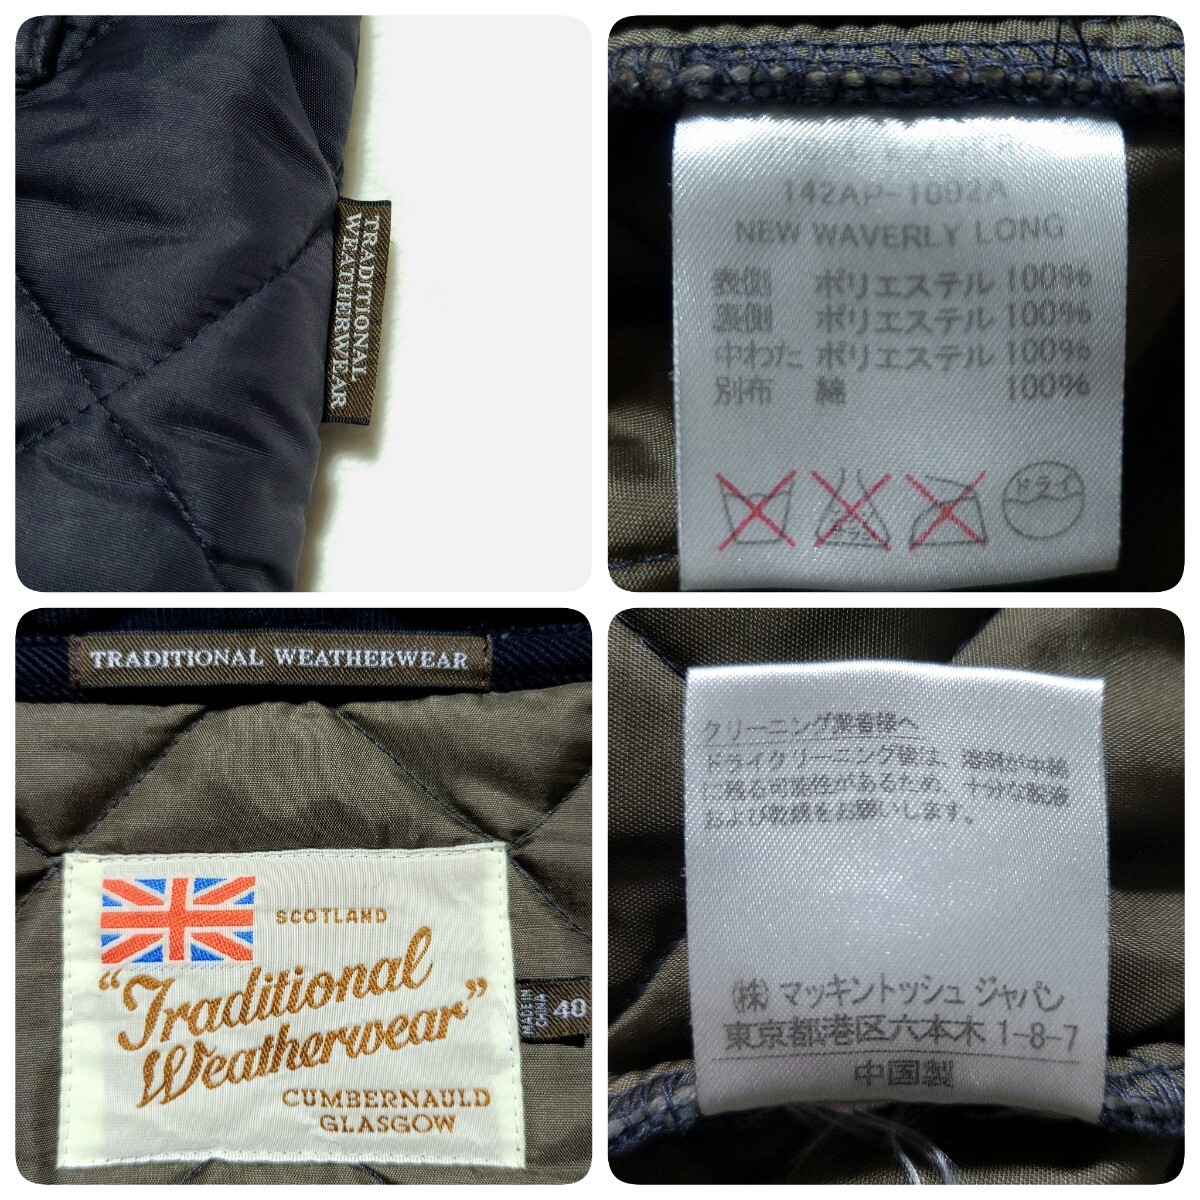 TRADITIONAL
WEATHERWEAR
142AP-1002A
NEW WAVERLY LONG
表側 ポリエステル 100%
裏側 ポリエステル 100%
中わた ポリエステル 100%
別布 綿 100%
ドライ
TRADITIONAL WEATHERWEAR
SCOTLAND
"Traditional
Weatherwear"
CUMBERNAULD
GLASGOW
MADE IN
CHINA
40
クリーニング業者様へ
ドライクリーニング後は、溶剤が中綿
に残る可能性があるため、十分な脱液
および乾燥をお願いします。
(株)マッキントッシュ ジャパン
東京都港区六本木 1-8-7
中国製